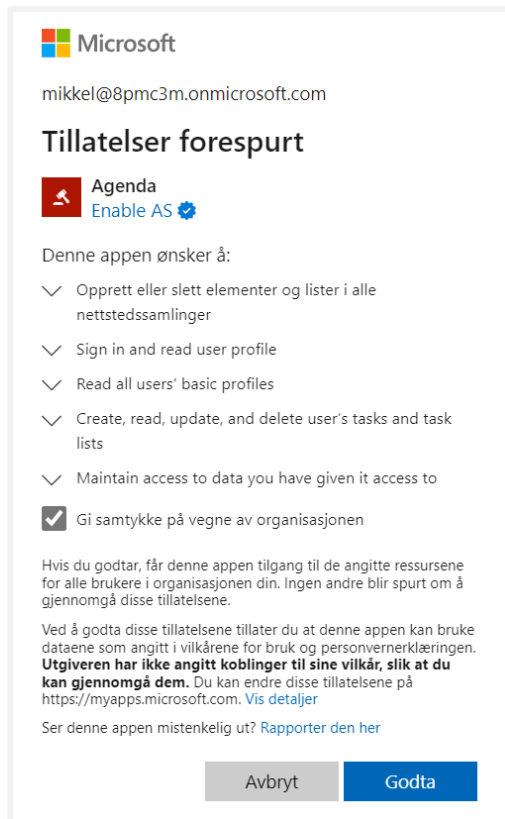 Microsoft
mikkel@8pmc3m.onmicrosoft.com
Tillatelser forespurt
Agenda
Enable AS
Denne appen ønsker å:
Opprett eller slett elementer og lister i alle
nettstedssamlinger
Sign in and read user profile
Read all users' basic profiles
Create, read, update, and delete user's tasks and task
lists
Maintain access to data you have given it access to
Gi samtykke på vegne av organisasjonen
Hvis du godtar, får denne appen tilgang til de angitte ressursene
for alle brukere i organisasjonen din. Ingen andre blir spurt om å
gjennomgå disse tillatelsene.
Ved å godta disse tillatelsene tillater du at denne appen kan bruke
dataene som angitt i vilkårene for bruk og personvernerklæringen.
Utgiveren har ikke angitt koblinger til sine vilkår, slik at du
kan gjennomgå dem. Du kan endre disse tillatelsene på
https://myapps.microsoft.com. Vis detaljer
Ser denne appen mistenkelig ut? Rapporter den her
Avbryt
Godta